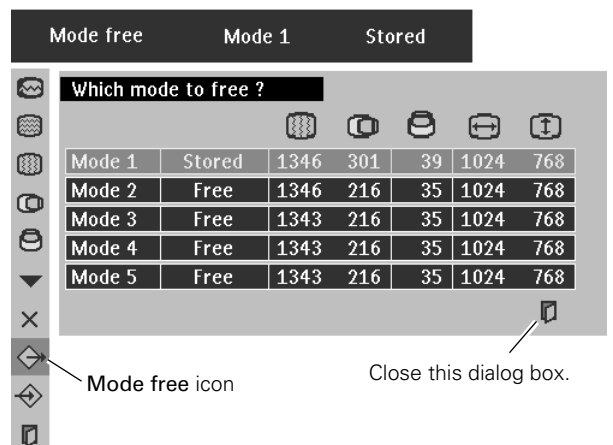 Mode free Mode 1 Stored
Which mode to free ?
Mode 1 Stored 1346 301 39 1024 768
Mode 2 Free 1346 216 35 1024 768
Mode 3 Free 1343 216 35 1024 768
Mode 4 Free 1343 216 35 1024 768
Mode 5 Free 1343 216 35 1024 768
Close this dialog box.
Mode free icon